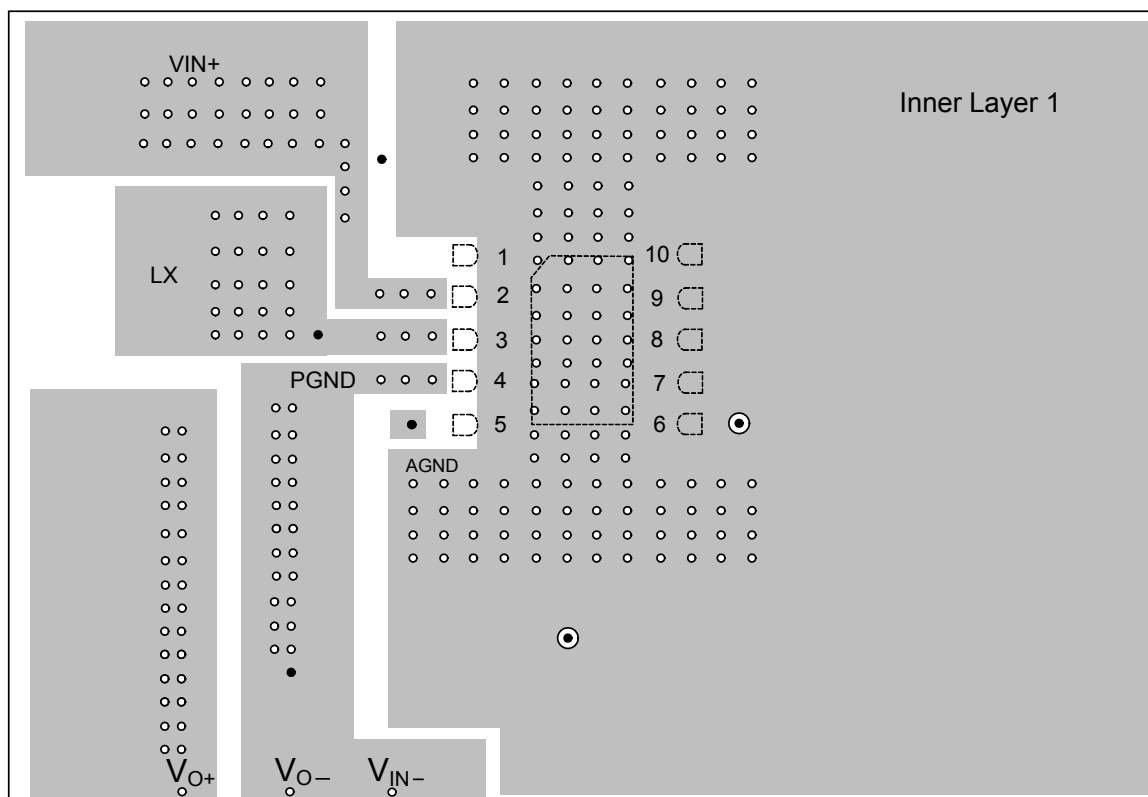 VIN+
Inner Layer 1
LX
1 10
2 9
3 8
PGND 4 7
5 6
AGND
VO+ VO– VIN–